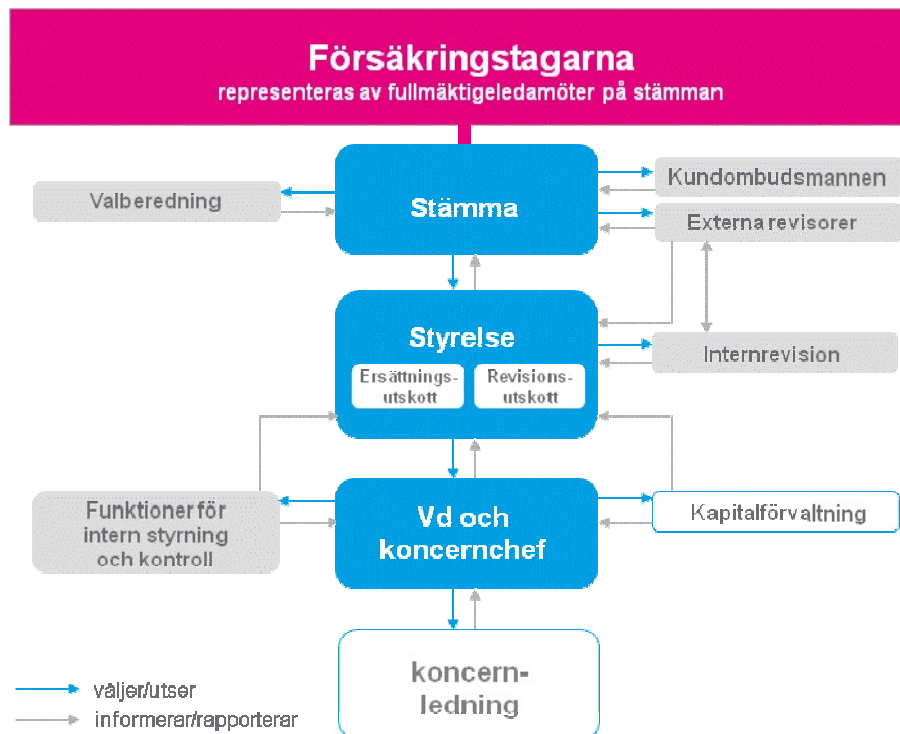 Försäkringstagarna
representeras av fullmäktigeledamöter på stämman
Valberedning
Stämma
Kundombudsmannen
Externa revisorer
Styrelse
Ersättnings-
utskott
Revisions-
utskott
Internrevision
Funktioner för
intern styrning
och kontroll
Vd och
koncernchef
Kapitalförvaltning
koncern-
ledning
väljer/utser
informerar/rapporterar